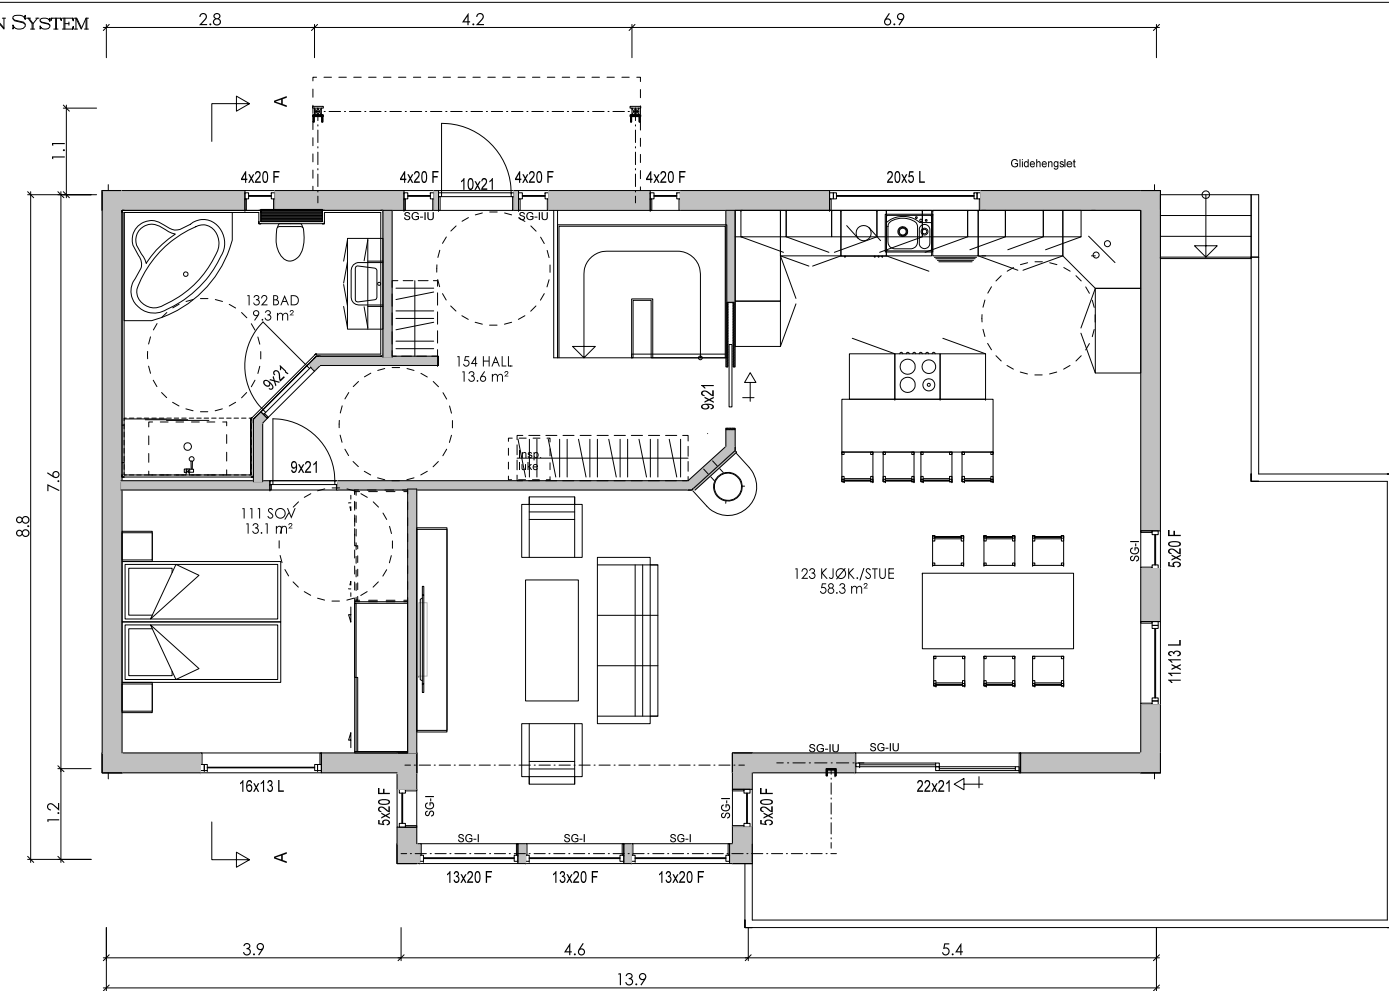 N SYSTEM
2.8
4.2
6.9
A
1.1
Glidehengslet
4x20 F
4x20 F
10x21
4x20 F
4x20 F
20x5 L
SG-IU
SG-IU
132 BAD
9.3 m²
154 HALL
13.6 m²
9x21
9x21
9x21
Insp.
luke
7.6
8.8
111 SOV
13.1 m²
123 KJØK./STUE
58.3 m²
SG-I
5x20 F
11x13 L
SG-IU
SG-IU
16x13 L
22x21
1.2
5x20 F
SG-I
SG-I
5x20 F
SG-I
SG-I
SG-I
A
13x20 F
13x20 F
13x20 F
3.9
4.6
5.4
13.9